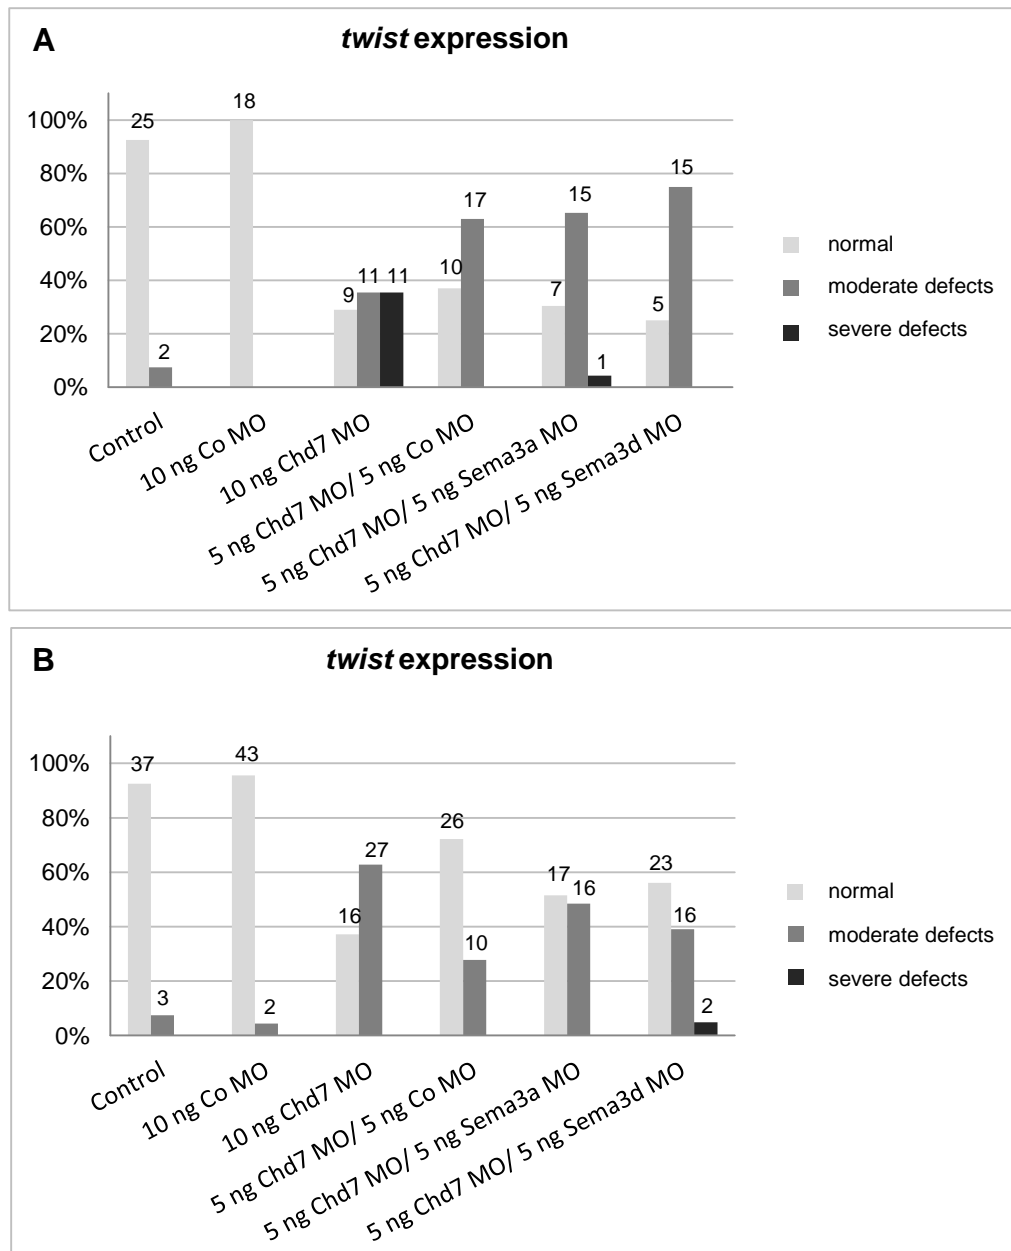 A
twist expression
100%
80%
60%
40%
20%
0%
25
2
18
9
11
11
10
17
7
15
1
5
15
Control
10 ng Co MO
10 ng Chd7 MO
5 ng Chd7 MO/ 5 ng Co MO
5 ng Chd7 MO/ 5 ng Sema3a MO
5 ng Chd7 MO/ 5 ng Sema3d MO
normal
moderate defects
severe defects
B
twist expression
100%
80%
60%
40%
20%
0%
37
3
43
2
16
27
26
10
17
16
23
16
2
Control
10 ng Co MO
10 ng Chd7 MO
5 ng Chd7 MO/ 5 ng Co MO
5 ng Chd7 MO/ 5 ng Sema3a MO
5 ng Chd7 MO/ 5 ng Sema3d MO
normal
moderate defects
severe defects